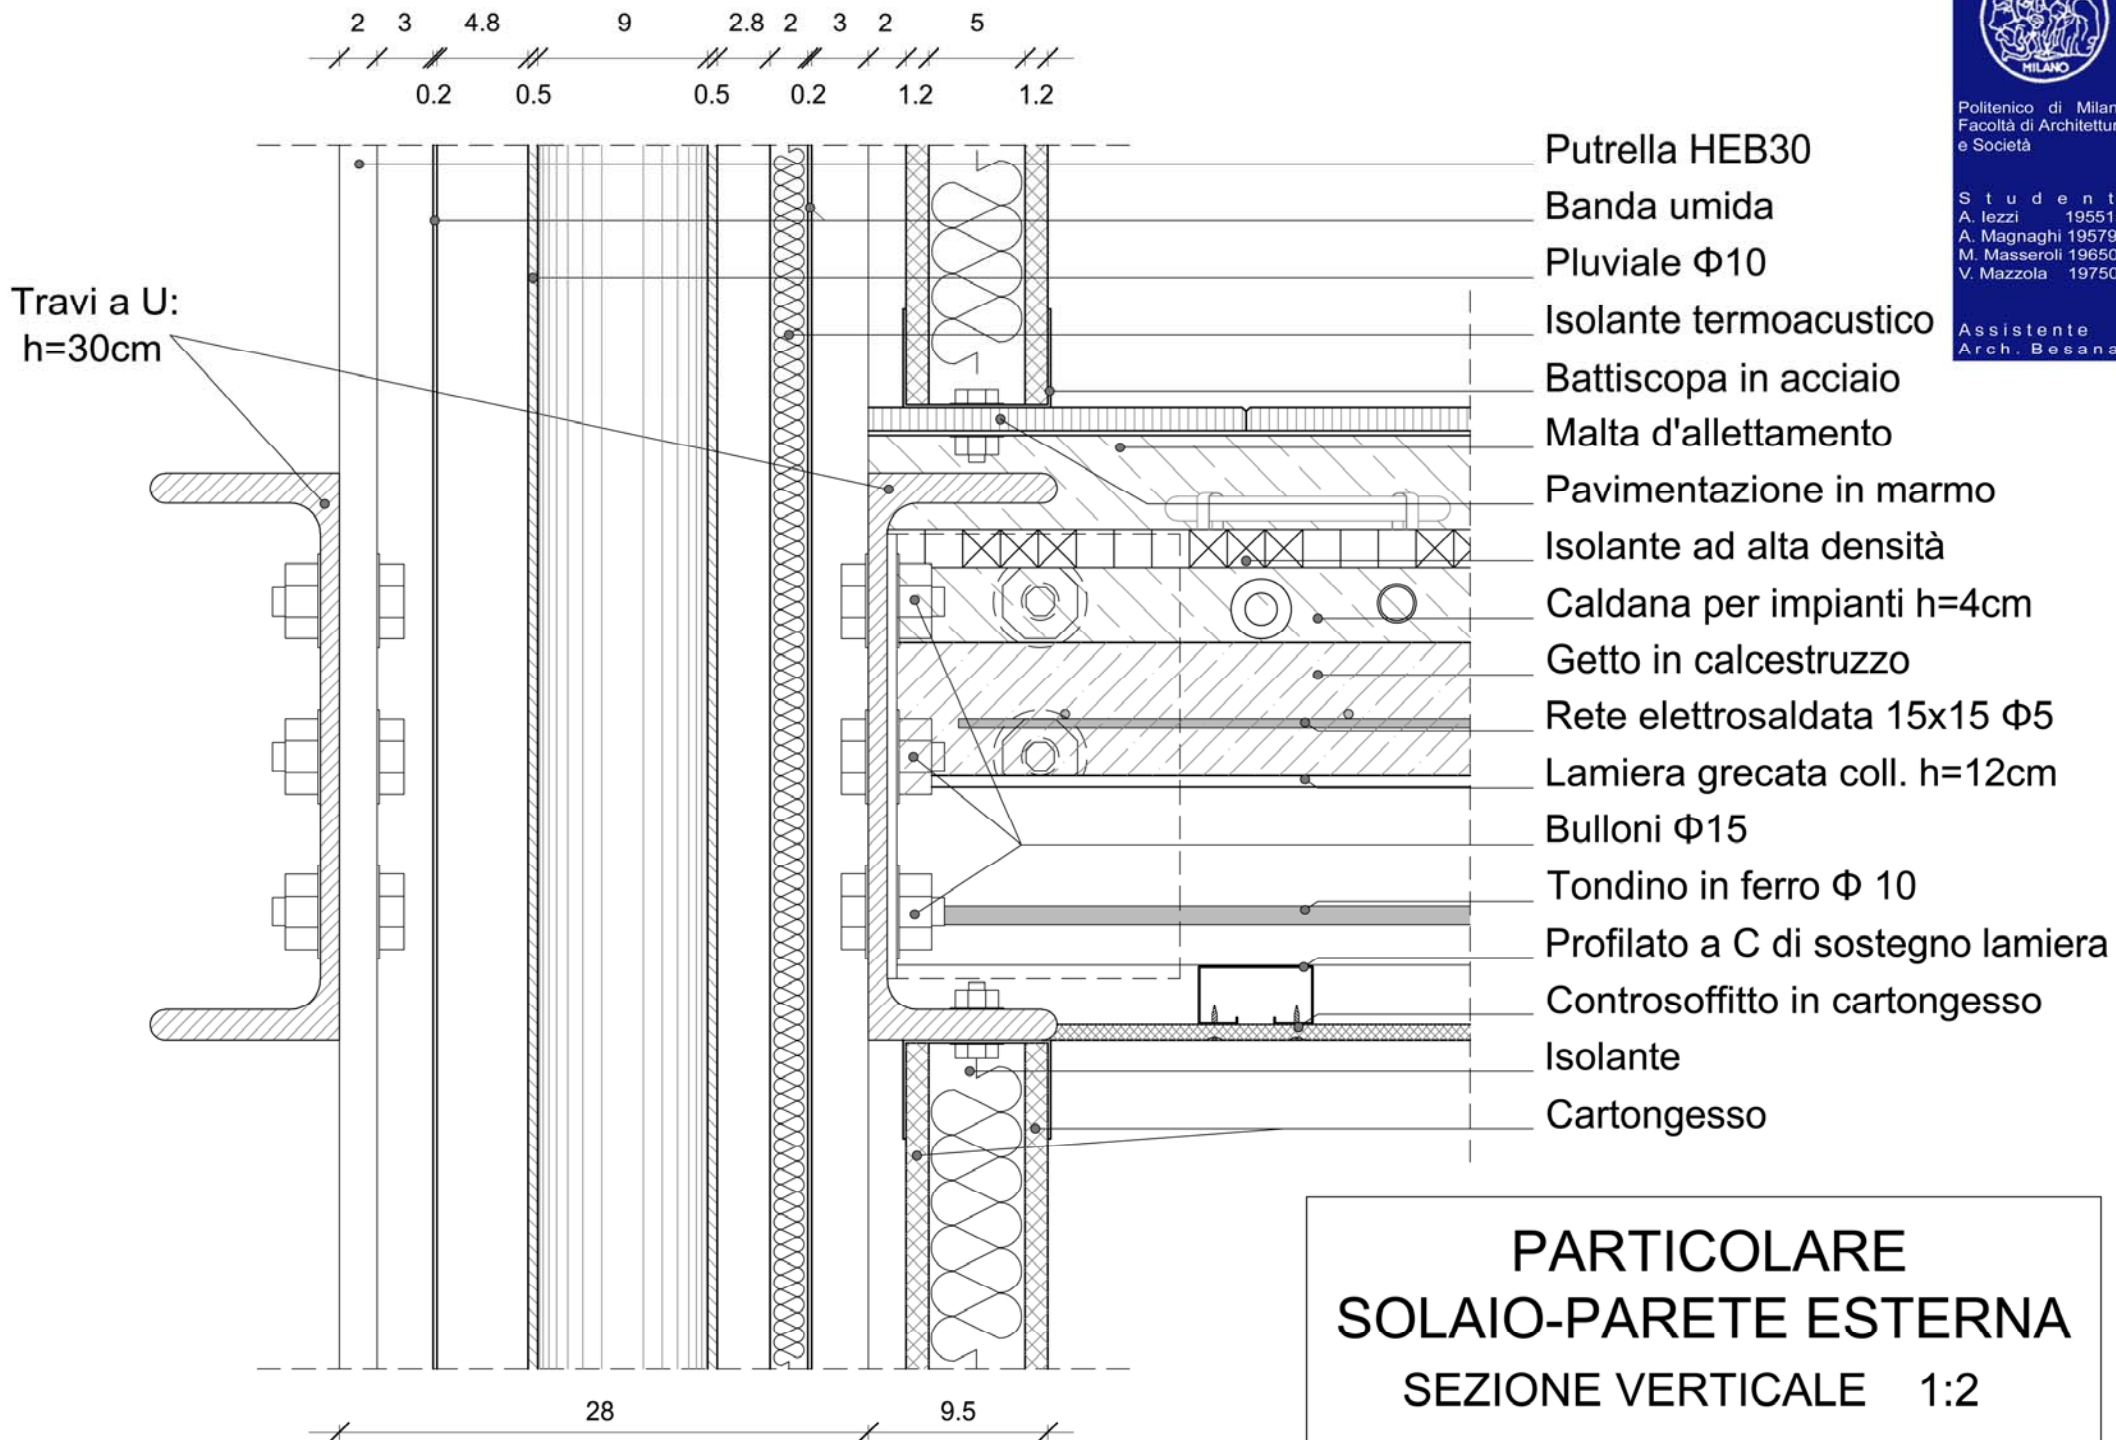 2 3 4.8 9 2.8 2 3 2 5
0.2 0.5 0.5 0.2 1.2 1.2
MILANO
Politenico di Milan
Facoltà di Architettur
e Società
Student
A. Iezzi 19551
A. Magnaghi 19579
M. Masseroli 19650
V. Mazzola 19750
Assistente
Arch. Besana
Travi a U:
h=30cm
Putrella HEB30
Banda umida
Pluviale Φ10
Isolante termoacustico
Battiscopa in acciaio
Malta d'allettamento
Pavimentazione in marmo
Isolante ad alta densità
Caldana per impianti h=4cm
Getto in calcestruzzo
Rete elettrosaldata 15x15 Φ5
Lamiera grecata coll. h=12cm
Bulloni Φ15
Tondino in ferro Φ 10
Profilato a C di sostegno lamiera
Controsoffitto in cartongesso
Isolante
Cartongesso
PARTICOLARE
SOLAIO-PARETE ESTERNA
SEZIONE VERTICALE 1:2
28 9.5